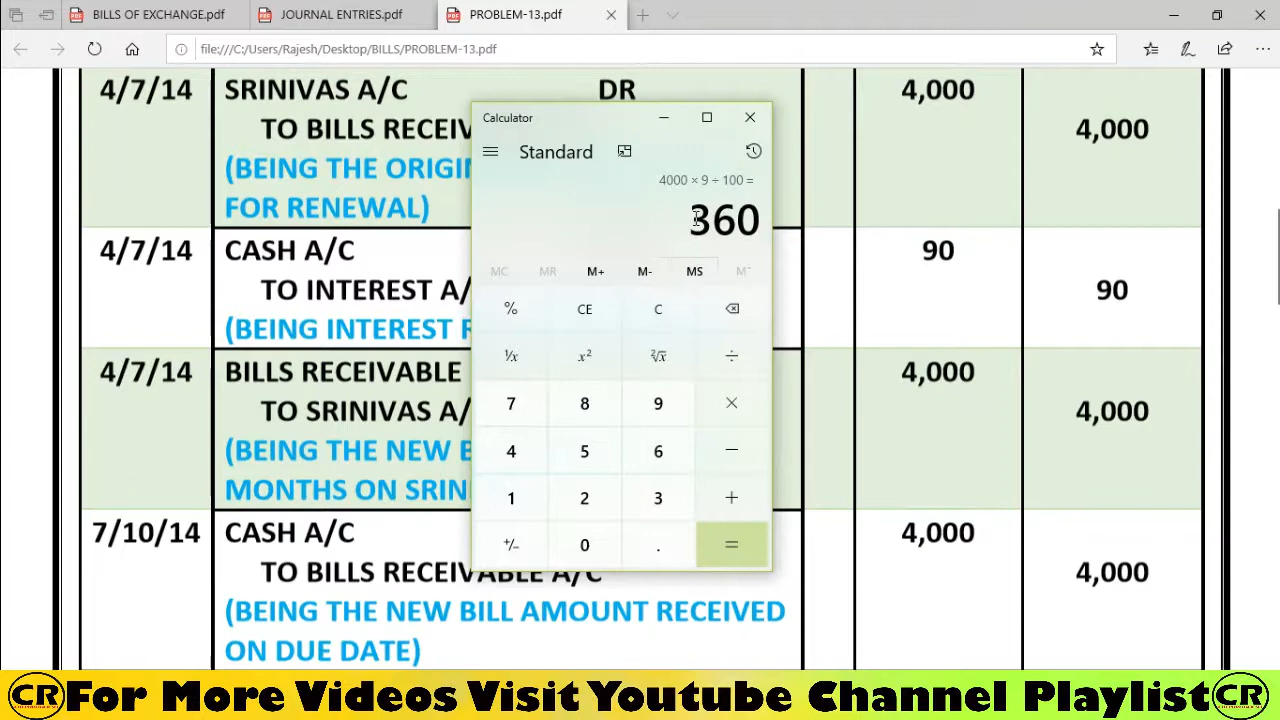 BILLS OF EXCHANGE.pdf
JOURNAL ENTRIES.pdf
PROBLEM-13.pdf
file:///C:/Users/Rajesh/Desktop/BILLS/PROBLEM-13.pdf
4/7/14 SRINIVAS A/C DR 4,000
TO BILLS 4,000
(BEING THE
FOR RENEWAL)
4/7/14 CASH A/C 90
TO INTEREST 90
(BEING INTEREST
4/7/14 BILLS RECEIVABLE 4,000
TO SRINIVAS 4,000
(BEING THE NEW
MONTHS ON
7/10/14 CASH A/C 4,000
TO BILLS RECEIVABLE A/C 4,000
(BEING THE NEW BILL AMOUNT RECEIVED
ON DUE DATE)
Calculator
Standard
4000 × 9 ÷ 100 =
360
MC MR M+ M- MS M˅
% CE C
¹/x x² ²√x ÷
7 8 9 ×
4 5 6 −
1 2 3 +
+/− 0 . =
CR For More Videos Visit Youtube Channel Playlist CR